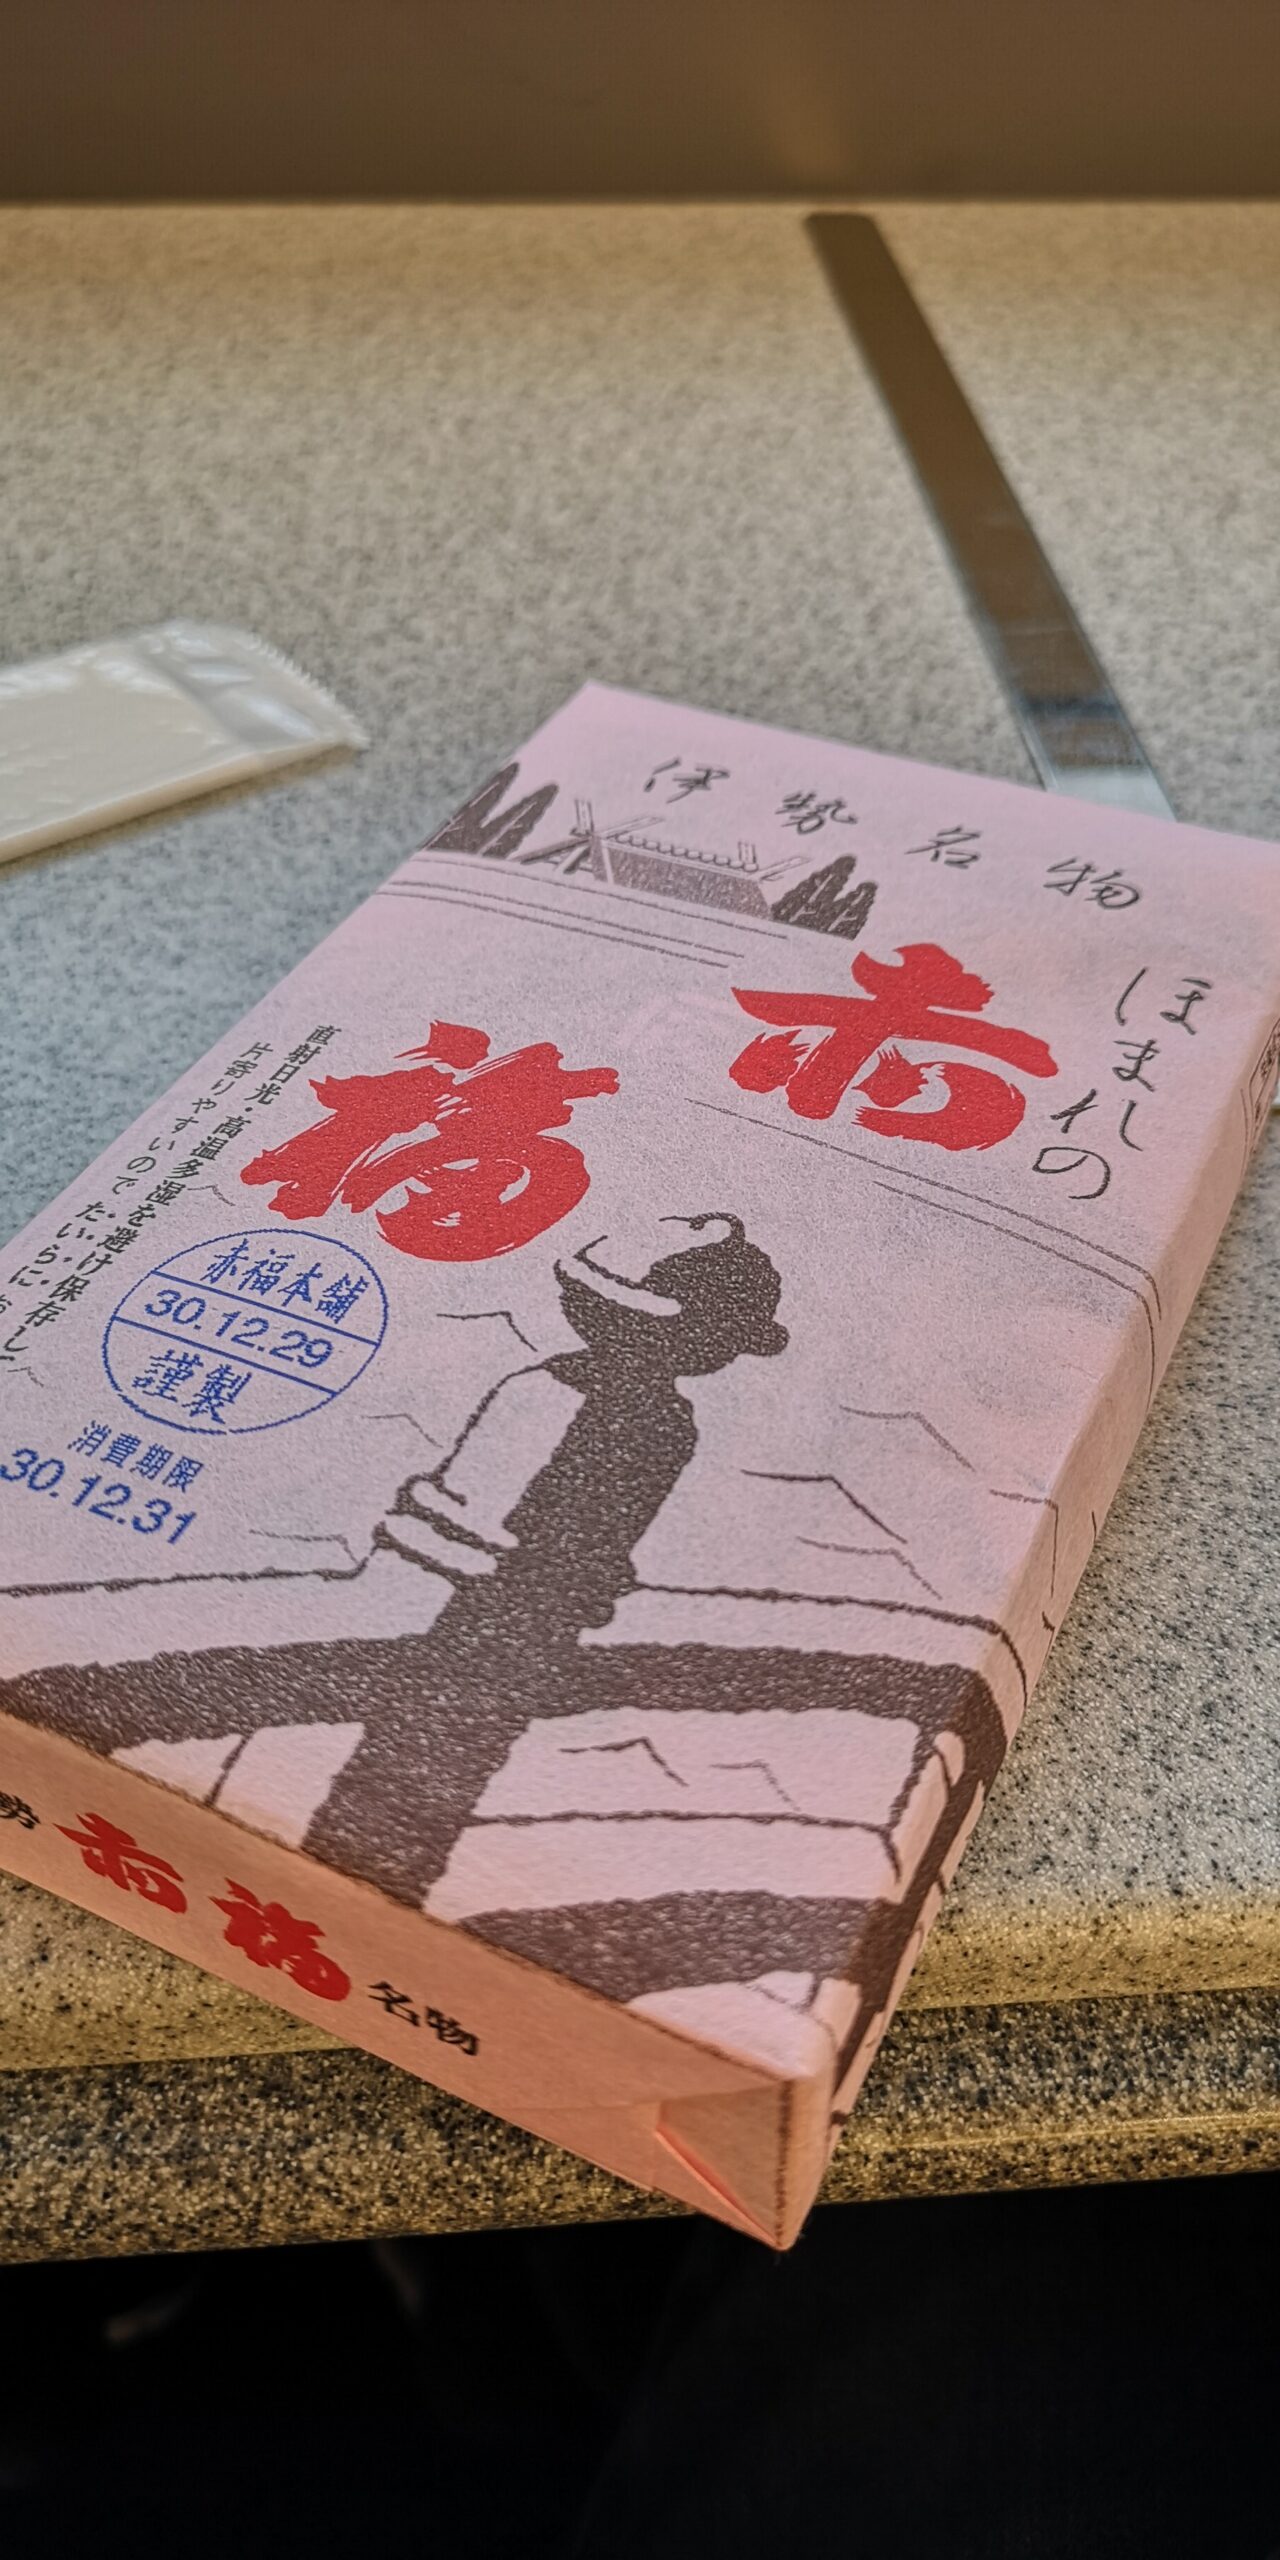 伊勢名物
ほまれの
赤福
直射日光・高温多湿を避け保存し
片寄りやすいので、たいらにお
赤福本舗
30.12.29
謹製
消費期限
30.12.31
勢 赤福 名物